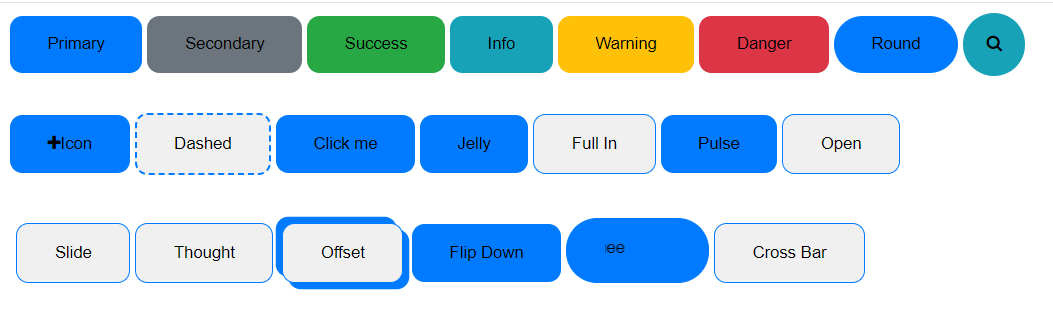 Primary Secondary Success Info Warning Danger Round
Icon Dashed Click me Jelly Full In Pulse Open
Slide Thought Offset Flip Down Cross Bar